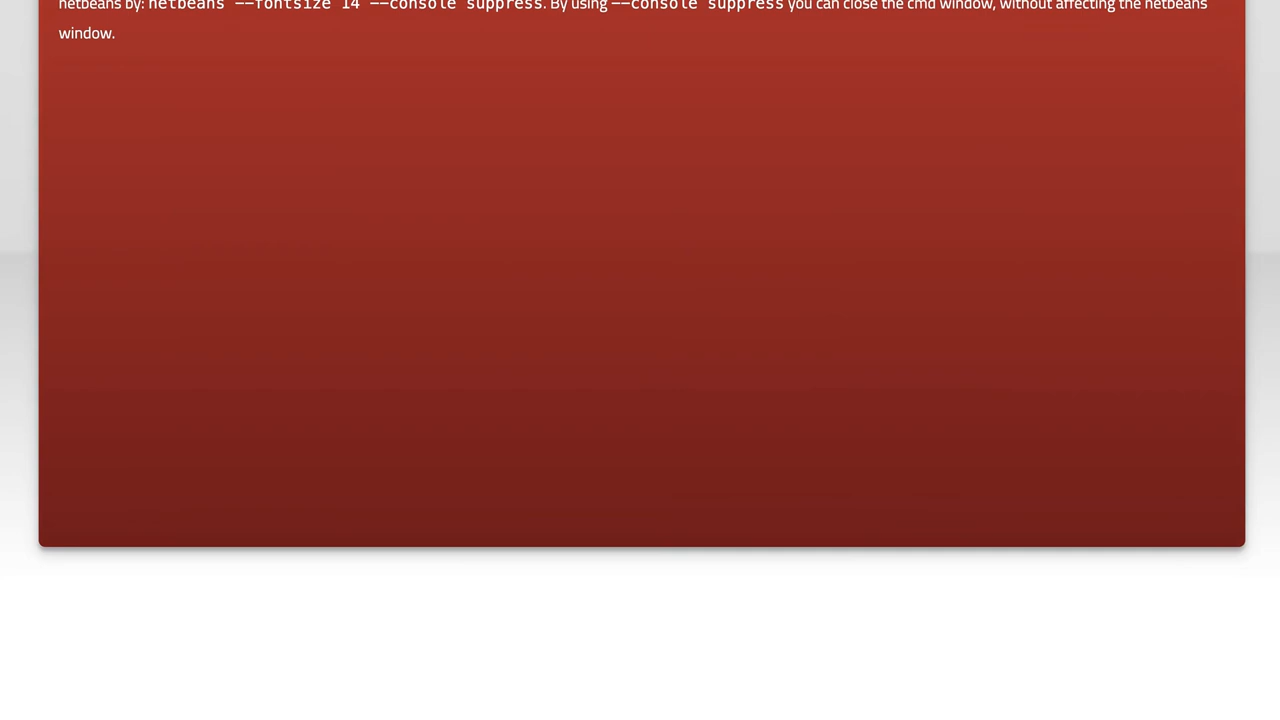 netbeans by: netbeans --fontsize 14 --console suppress. By using --console suppress you can close the cmd window, without affecting the netbeans
window.